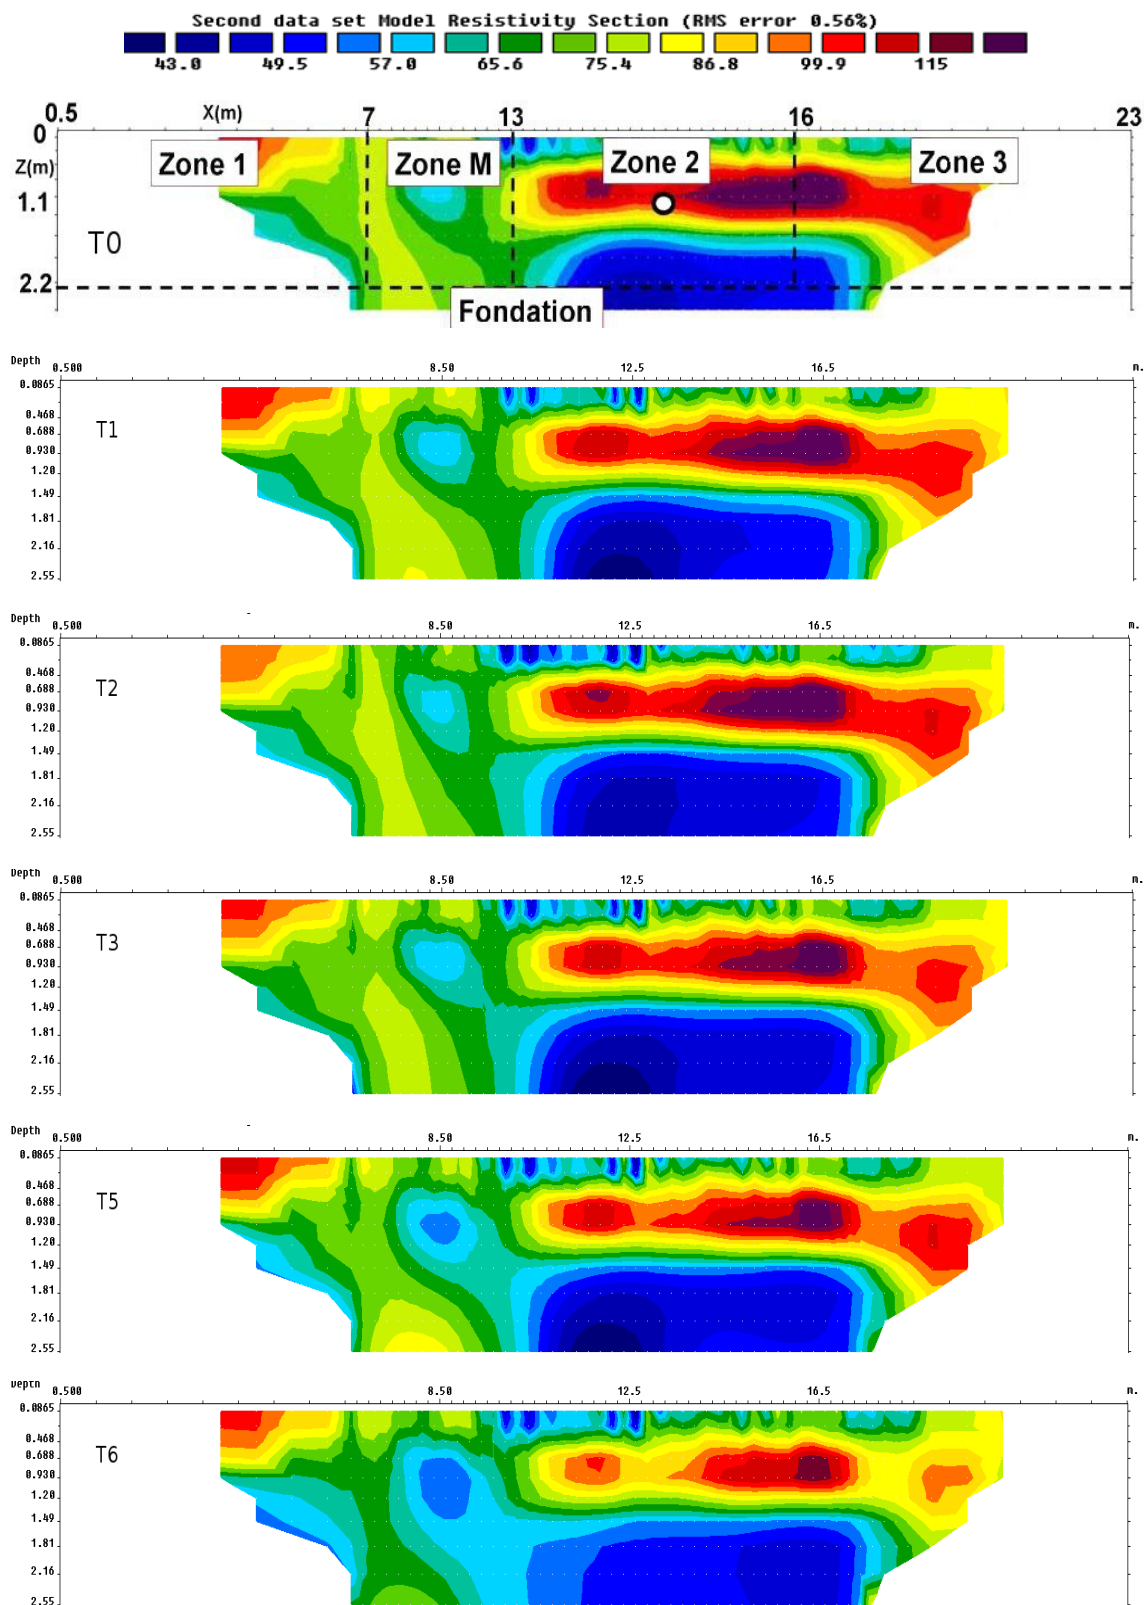 Second data set Model Resistivity Section (RMS error 0.56%)
43.0 49.5 57.0 65.6 75.4 86.8 99.9 115
0.5 X(m) 7 13 16 23
0
Z(m)
1.1
2.2
Zone 1 Zone M Zone 2 Zone 3
T0
Fondation
Depth 0.500 8.50 12.5 16.5 m.
0.0865
0.468
0.688
0.930
1.20
1.49
1.81
2.16
2.55
T1
Depth 0.500 8.50 12.5 16.5 m.
0.0865
0.468
0.688
0.930
1.20
1.49
1.81
2.16
2.55
T2
Depth 0.500 8.50 12.5 16.5 m.
0.0865
0.468
0.688
0.930
1.20
1.49
1.81
2.16
2.55
T3
Depth 0.500 8.50 12.5 16.5 m.
0.0865
0.468
0.688
0.930
1.20
1.49
1.81
2.16
2.55
T5
Depth 0.500 8.50 12.5 16.5 m.
0.0865
0.468
0.688
0.930
1.20
1.49
1.81
2.16
2.55
T6